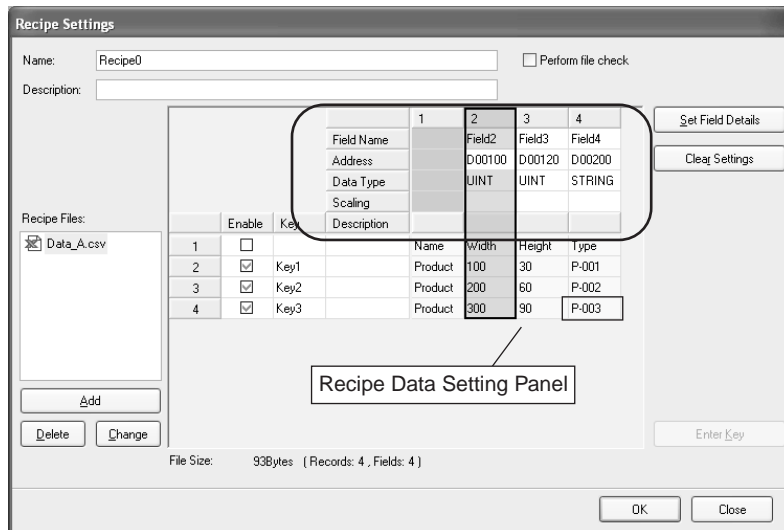 Recipe Settings
Name: Recipe0
Perform file check
Description:
1 2 3 4
Field Name Field2 Field3 Field4
Address D00100 D00120 D00200
Data Type UINT UINT STRING
Scaling
Enable Key Description
1 Name Width Height Type
2 Key1 Product 100 30 P-001
3 Key2 Product 200 60 P-002
4 Key3 Product 300 90 P-003
Set Field Details
Clear Settings
Recipe Files:
Data_A.csv
Recipe Data Setting Panel
Add
Delete Change
Enter Key
File Size: 93Bytes ( Records: 4 , Fields: 4 )
OK Close